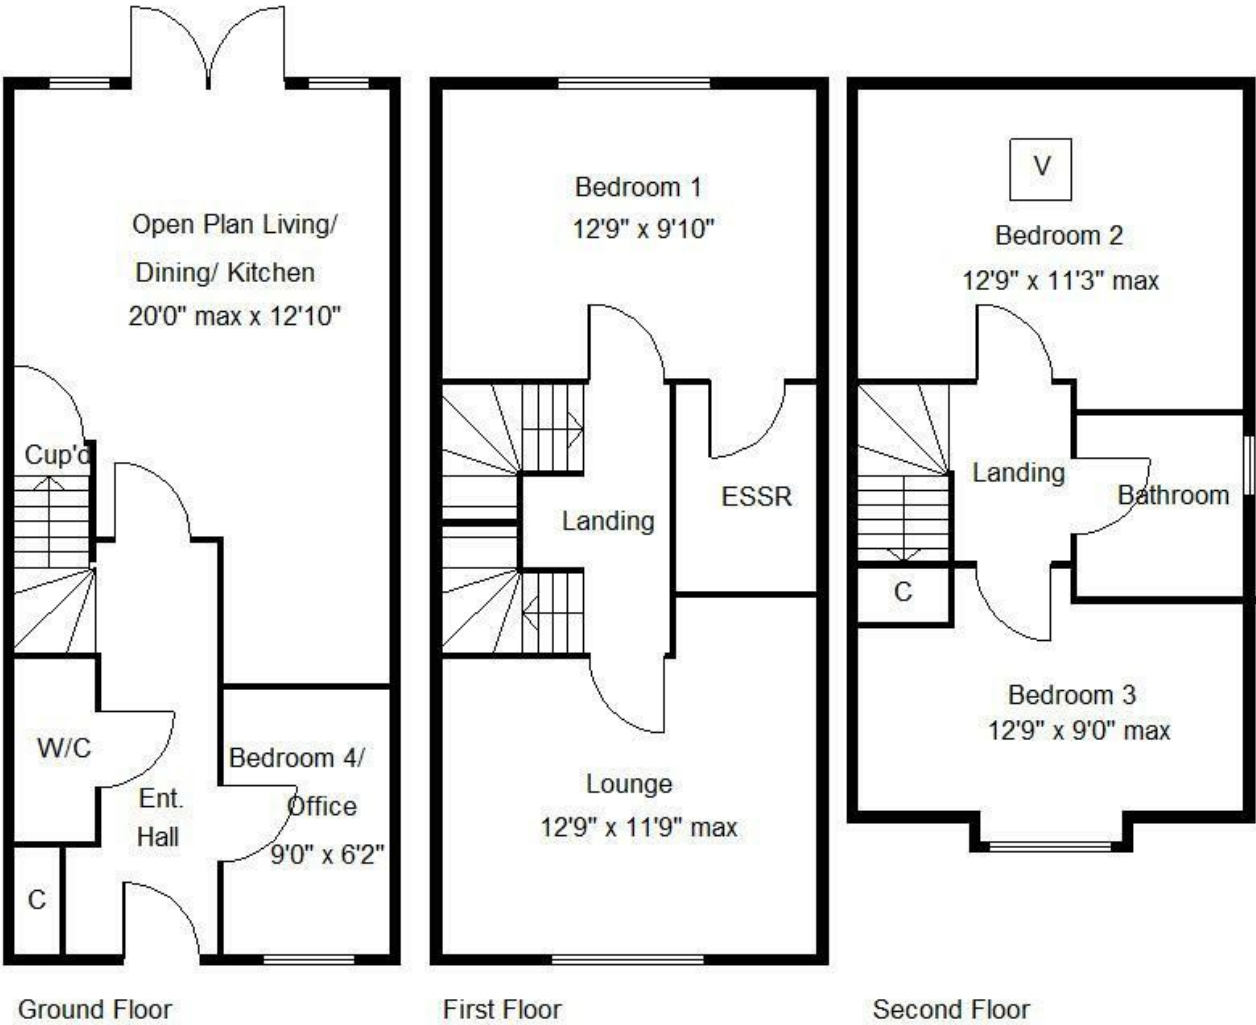 Open Plan Living/
Dining/ Kitchen
20'0" max x 12'10"
Cup'd
W/C
Ent.
Hall
C
Bedroom 4/
Office
9'0" x 6'2"
Ground Floor
Bedroom 1
12'9" x 9'10"
Landing
ESSR
Lounge
12'9" x 11'9" max
First Floor
V
Bedroom 2
12'9" x 11'3" max
Landing
Bathroom
C
Bedroom 3
12'9" x 9'0" max
Second Floor